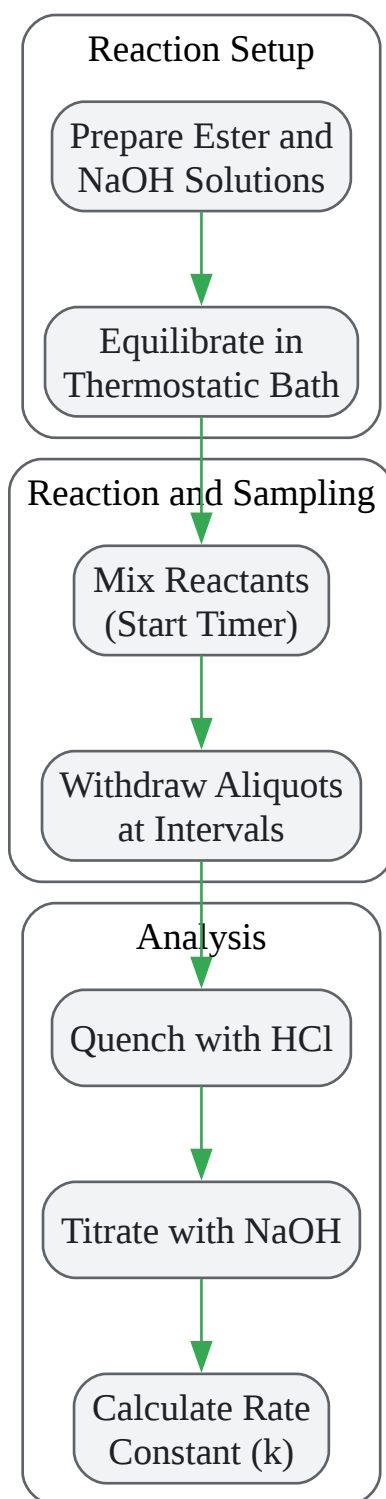 Reaction Setup
Prepare Ester and
NaOH Solutions
Equilibrate in
Thermostatic Bath
Reaction and Sampling
Mix Reactants
(Start Timer)
Withdraw Aliquots
at Intervals
Analysis
Quench with HCl
Titrate with NaOH
Calculate Rate
Constant (k)